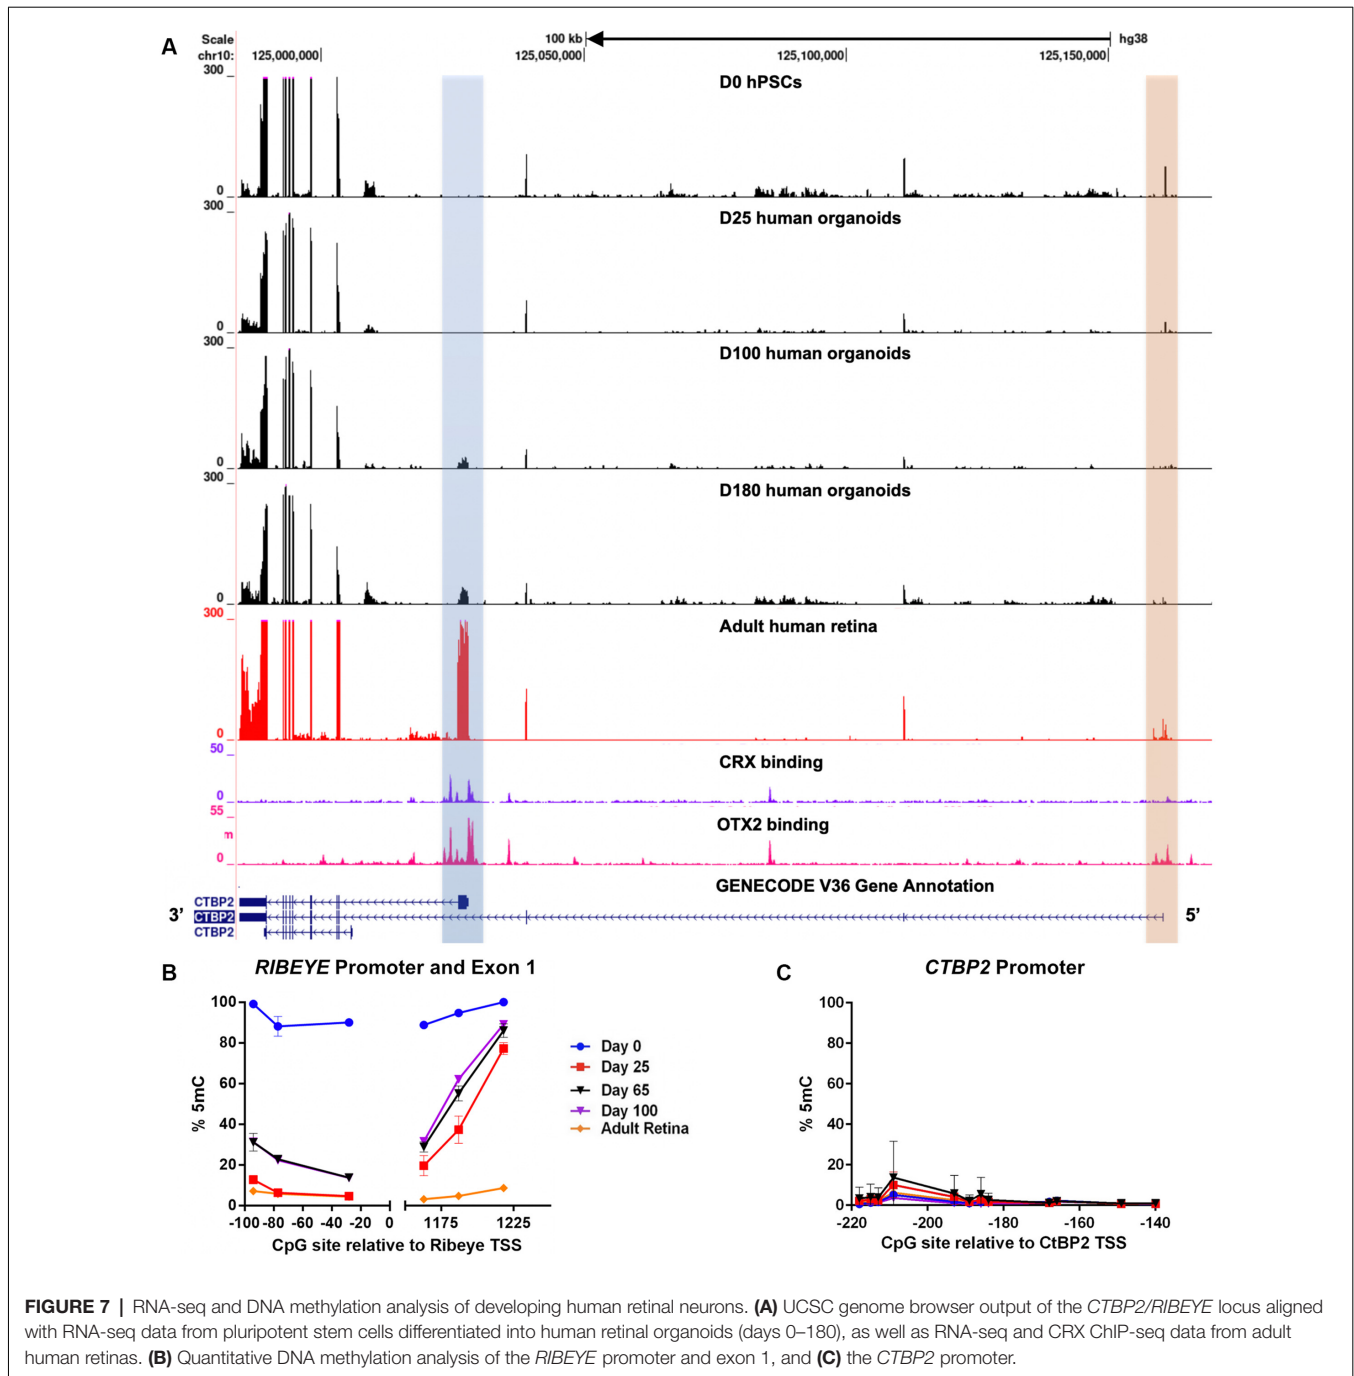 A
Scale
100 kb
hg38
chr10:
125,000,000
125,050,000
125,100,000
125,150,000
300
D0 hPSCs
0
300
D25 human organoids
0
300
D100 human organoids
0
300
D180 human organoids
0
300
Adult human retina
0
50
CRX binding
0
55
OTX2 binding
m
0
GENECODE V36 Gene Annotation
CTBP2
3’
CTBP2
5’
CTBP2
B
RIBEYE Promoter and Exon 1
% 5mC
100
80
60
40
20
0
-100 -80 -60 -40 -20 0 1175 1225
CpG site relative to Ribeye TSS
Day 0
Day 25
Day 65
Day 100
Adult Retina
C
CTBP2 Promoter
% 5mC
100
80
60
40
20
0
-220 -200 -180 -160 -140
CpG site relative to CtBP2 TSS
FIGURE 7 | RNA-seq and DNA methylation analysis of developing human retinal neurons. (A) UCSC genome browser output of the CTBP2/RIBEYE locus aligned
with RNA-seq data from pluripotent stem cells differentiated into human retinal organoids (days 0–180), as well as RNA-seq and CRX ChIP-seq data from adult
human retinas. (B) Quantitative DNA methylation analysis of the RIBEYE promoter and exon 1, and (C) the CTBP2 promoter.